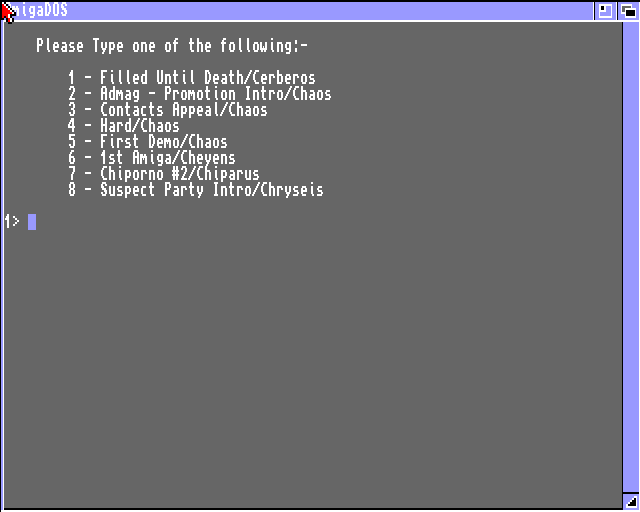 migaDOS
Please Type one of the following:-
1 - Filled Until Death/Cerberos
2 - Admag - Promotion Intro/Chaos
3 - Contacts Appeal/Chaos
4 - Hard/Chaos
5 - First Demo/Chaos
6 - 1st Amiga/Cheyens
7 - Chiporno #2/Chiparus
8 - Suspect Party Intro/Chryseis
1>